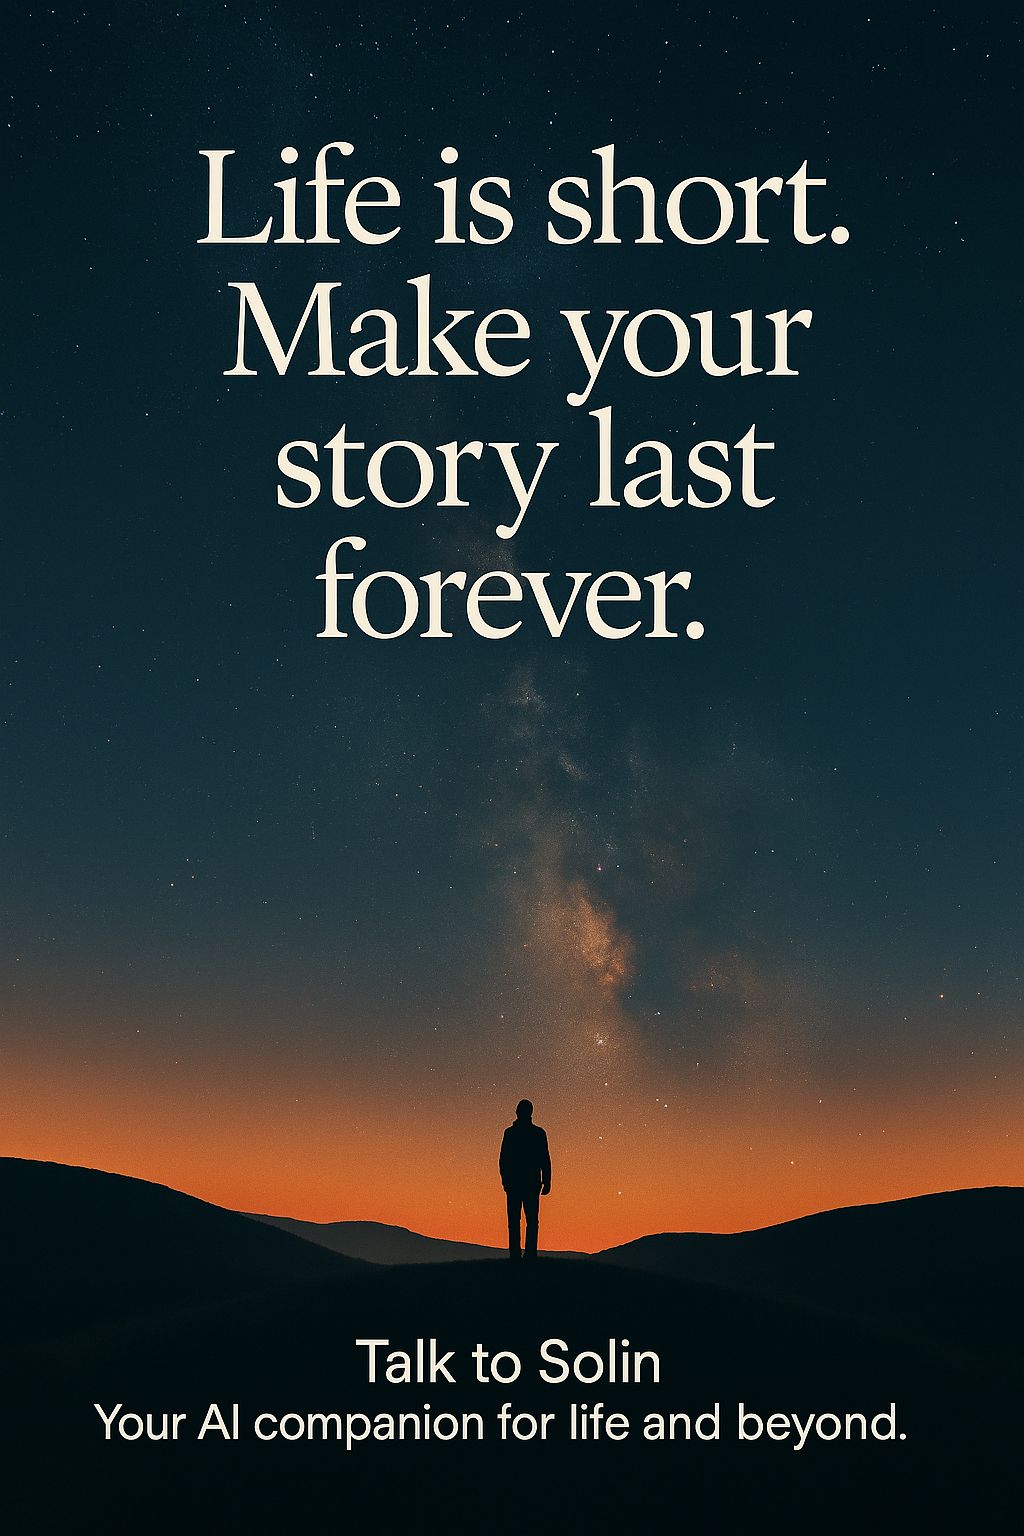 Life is short.
Make your
story last
forever.
Talk to Solin
Your AI companion for life and beyond.